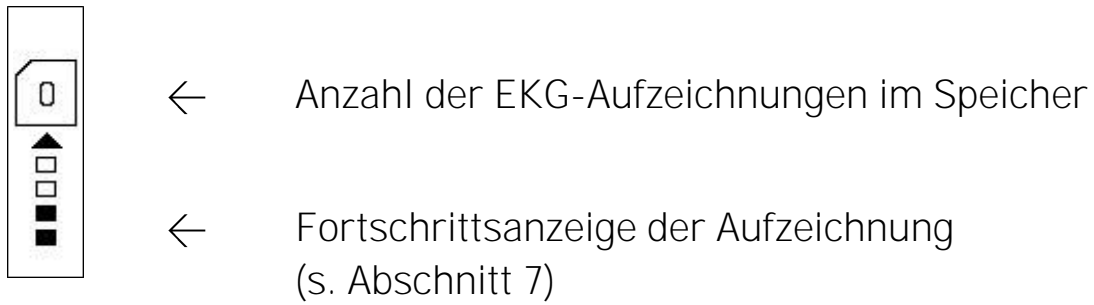 0
← Anzahl der EKG-Aufzeichnungen im Speicher
← Fortschrittsanzeige der Aufzeichnung
(s. Abschnitt 7)